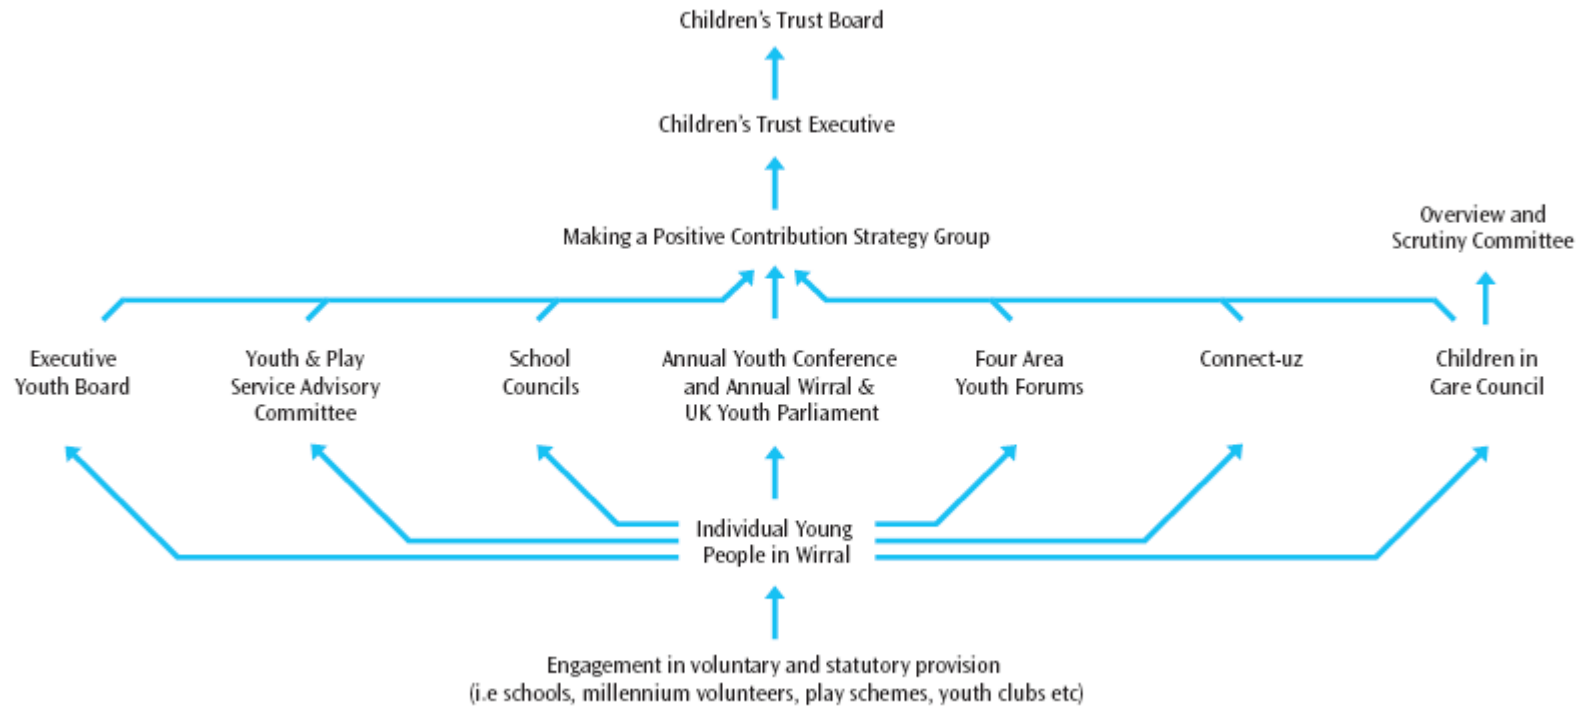 Children's Trust Board
Children's Trust Executive
Making a Positive Contribution Strategy Group
Overview and
Scrutiny Committee
Executive
Youth Board
Youth & Play
Service Advisory
Committee
School
Councils
Annual Youth Conference
and Annual Wirral &
UK Youth Parliament
Four Area
Youth Forums
Connect-uz
Children in
Care Council
Individual Young
People in Wirral
Engagement in voluntary and statutory provision
(i.e schools, millennium volunteers, play schemes, youth clubs etc)